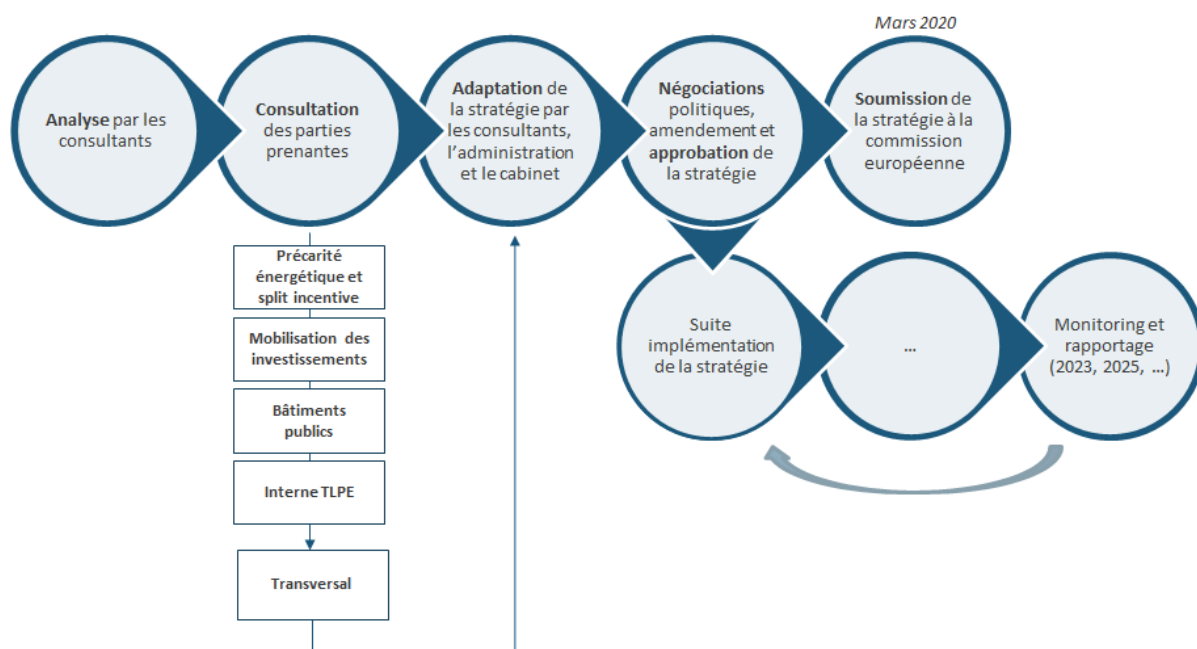 Mars 2020
Analyse par les
consultants
Consultation
des parties
prenantes
Adaptation de
la stratégie par
les consultants,
l'administration
et le cabinet
Négociations
politiques,
amendement et
approbation de
la stratégie
Soumission de
la stratégie à la
commission
européenne
Précarité
énergétique et
split incentive
Mobilisation des
investissements
Bâtiments
publics
Interne TLPE
Transversal
Suite
implémentation
de la stratégie
...
Monitoring et
rapportage
(2023, 2025, ...)